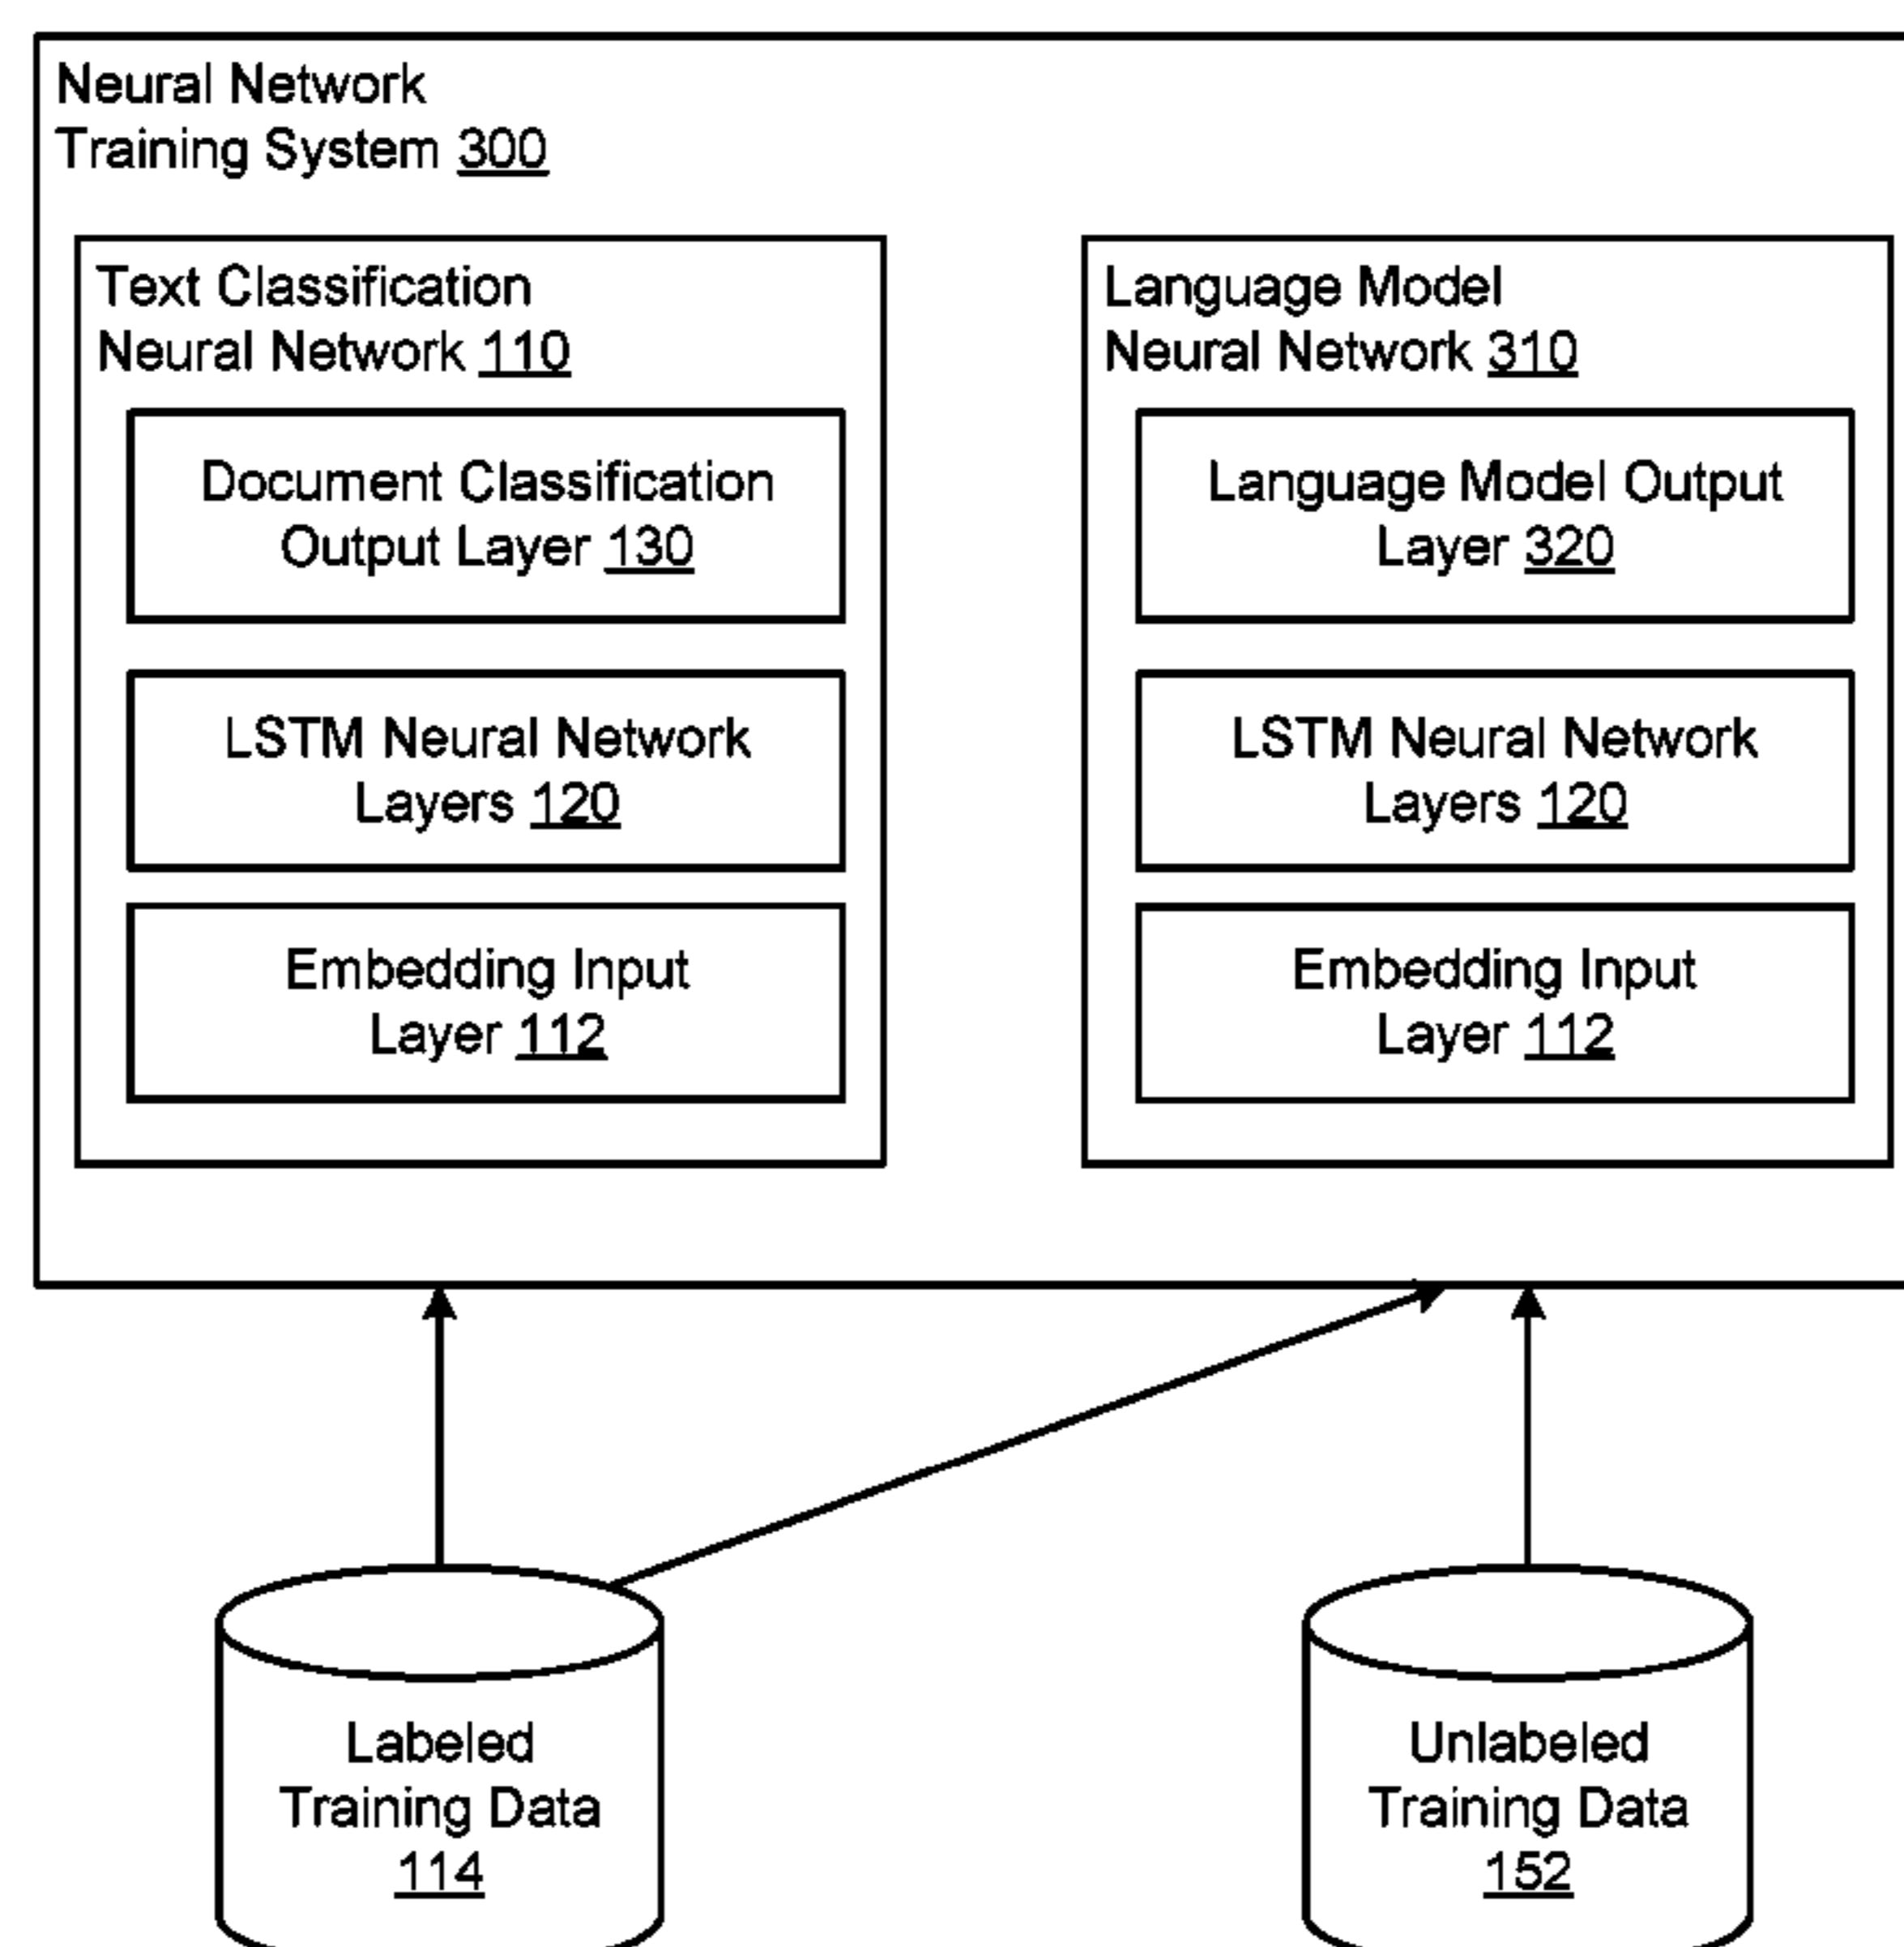 Neural Network
Training System 300
Text Classification
Neural Network 110
Document Classification
Output Layer 130
LSTM Neural Network
Layers 120
Embedding Input
Layer 112
Language Model
Neural Network 310
Language Model Output
Layer 320
LSTM Neural Network
Layers 120
Embedding Input
Layer 112
Labeled
Training Data
114
Unlabeled
Training Data
152